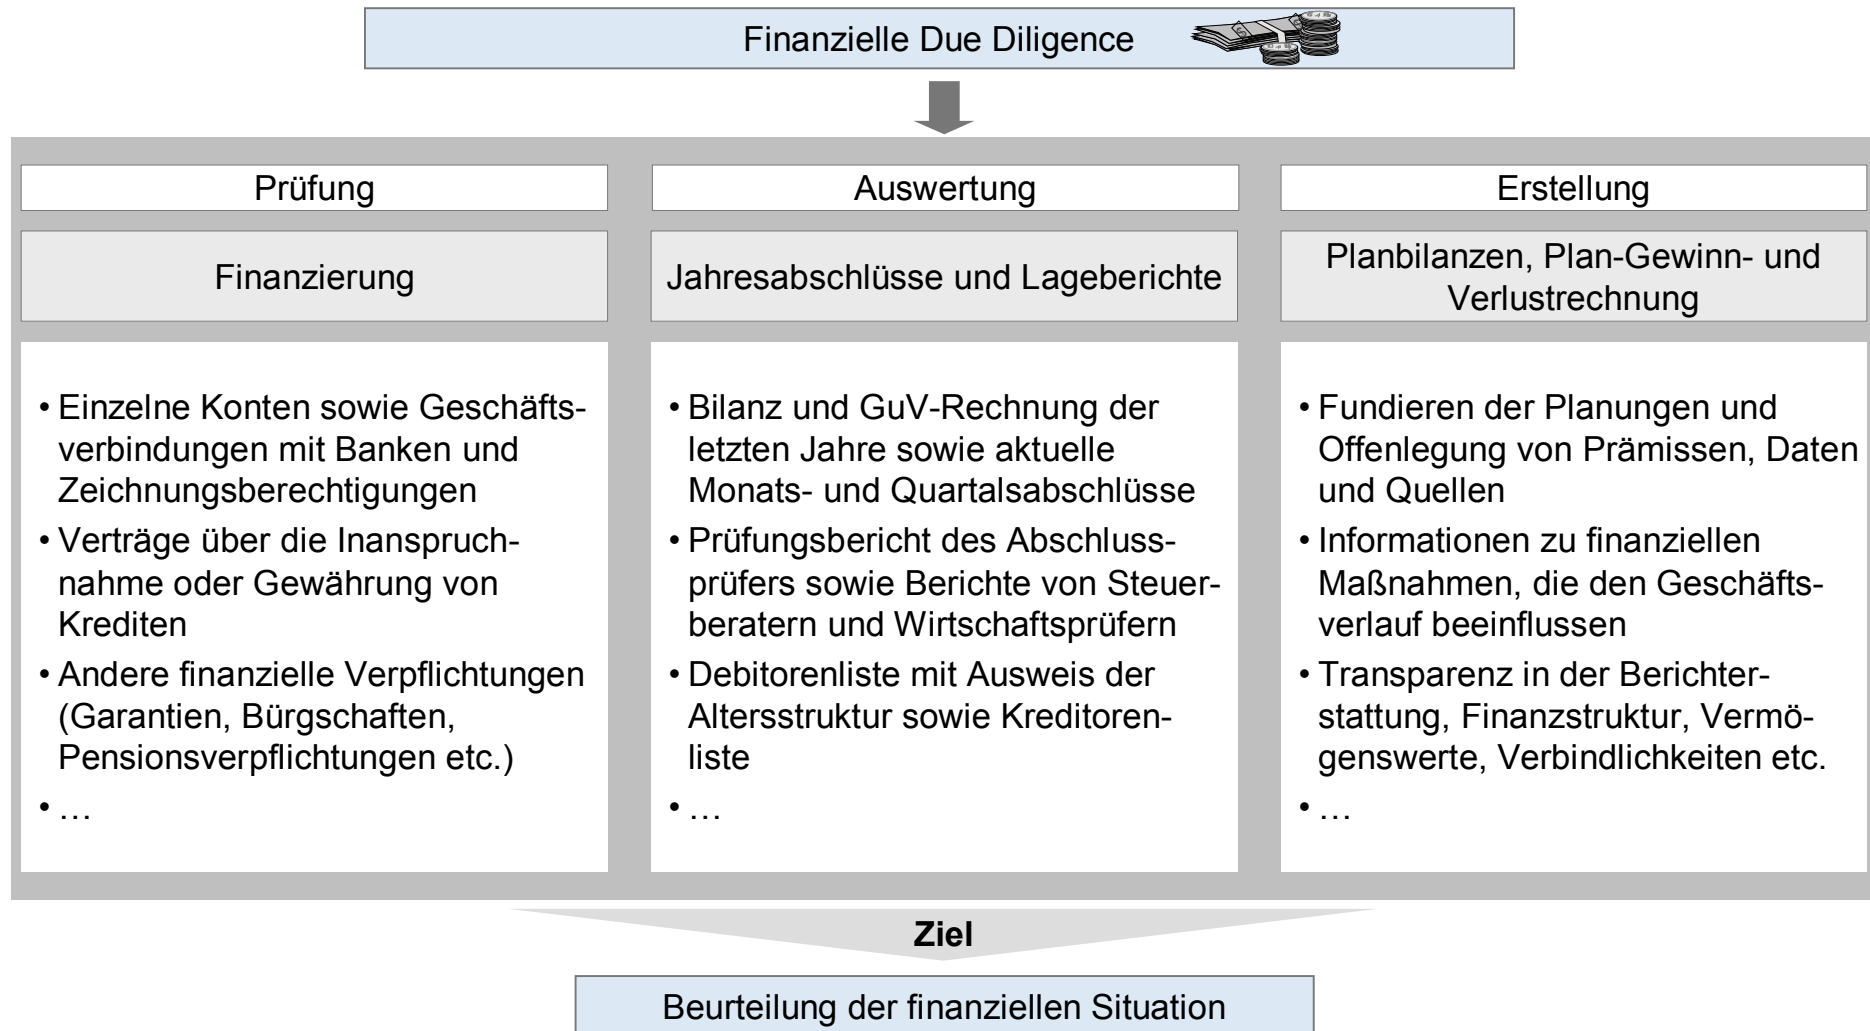 Finanzielle Due Diligence
Prüfung
Finanzierung
• Einzelne Konten sowie Geschäfts-
verbindungen mit Banken und
Zeichnungsberechtigungen
• Verträge über die Inanspruch-
nahme oder Gewährung von
Krediten
• Andere finanzielle Verpflichtungen
(Garantien, Bürgschaften,
Pensionsverpflichtungen etc.)
• …
Auswertung
Jahresabschlüsse und Lageberichte
• Bilanz und GuV-Rechnung der
letzten Jahre sowie aktuelle
Monats- und Quartalsabschlüsse
• Prüfungsbericht des Abschluss-
prüfers sowie Berichte von Steuer-
beratern und Wirtschaftsprüfern
• Debitorenliste mit Ausweis der
Altersstruktur sowie Kreditoren-
liste
• …
Erstellung
Planbilanzen, Plan-Gewinn- und
Verlustrechnung
• Fundieren der Planungen und
Offenlegung von Prämissen, Daten
und Quellen
• Informationen zu finanziellen
Maßnahmen, die den Geschäfts-
verlauf beeinflussen
• Transparenz in der Berichter-
stattung, Finanzstruktur, Vermö-
genswerte, Verbindlichkeiten etc.
• …
Ziel
Beurteilung der finanziellen Situation